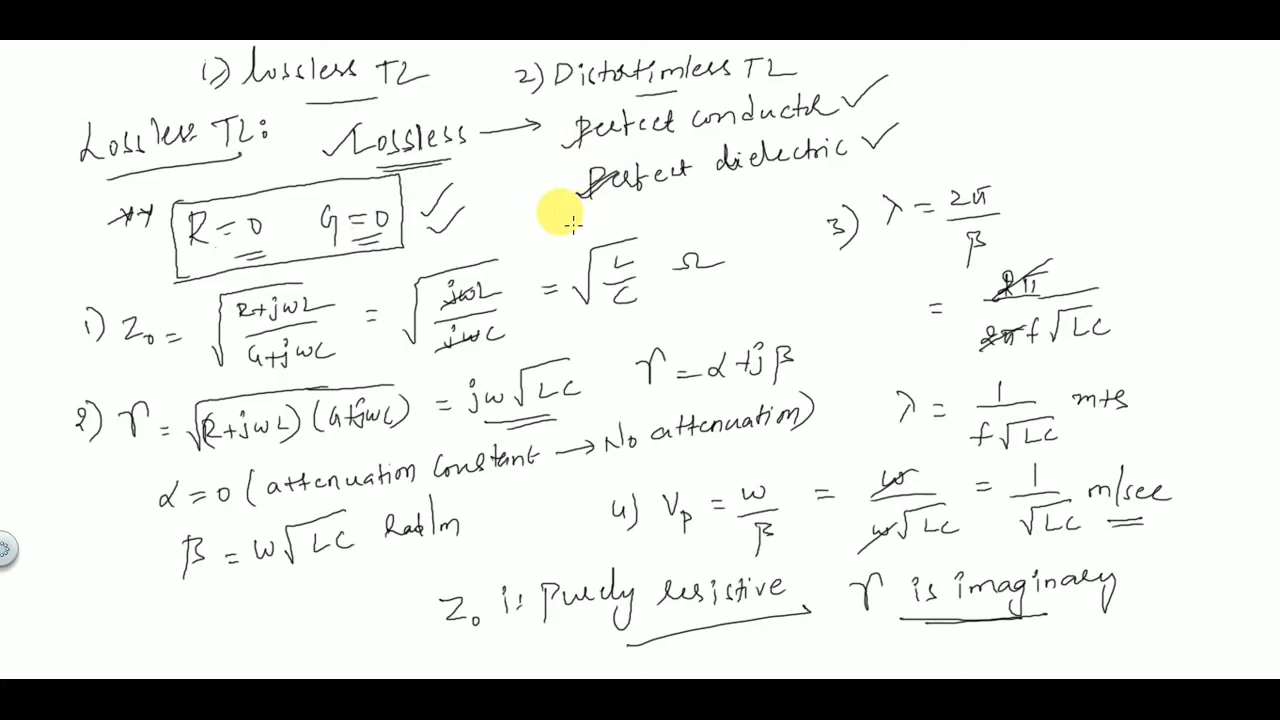 1) Lossless TL 2) Distortionless TL
Lossless TL: ✓Lossless → perfect conductor ✓
perfect dielectric ✓
** R = 0 G = 0 ✓✓
1) Z₀ = √((R+jωL)/(G+jωC)) = √(jωL/jωC) = √(L/C) Ω
2) γ = √((R+jωL)(G+jωC)) = jω√LC γ = α+jβ
α = 0 (attenuation constant → No attenuation)
β = ω√LC Rad/m
3) λ = 2π/β
= 2π/(2πf√LC)
λ = 1/(f√LC) mts
4) Vp = ω/β = ω/(ω√LC) = 1/√LC m/sec
Z₀ is purely resistive γ is imaginary